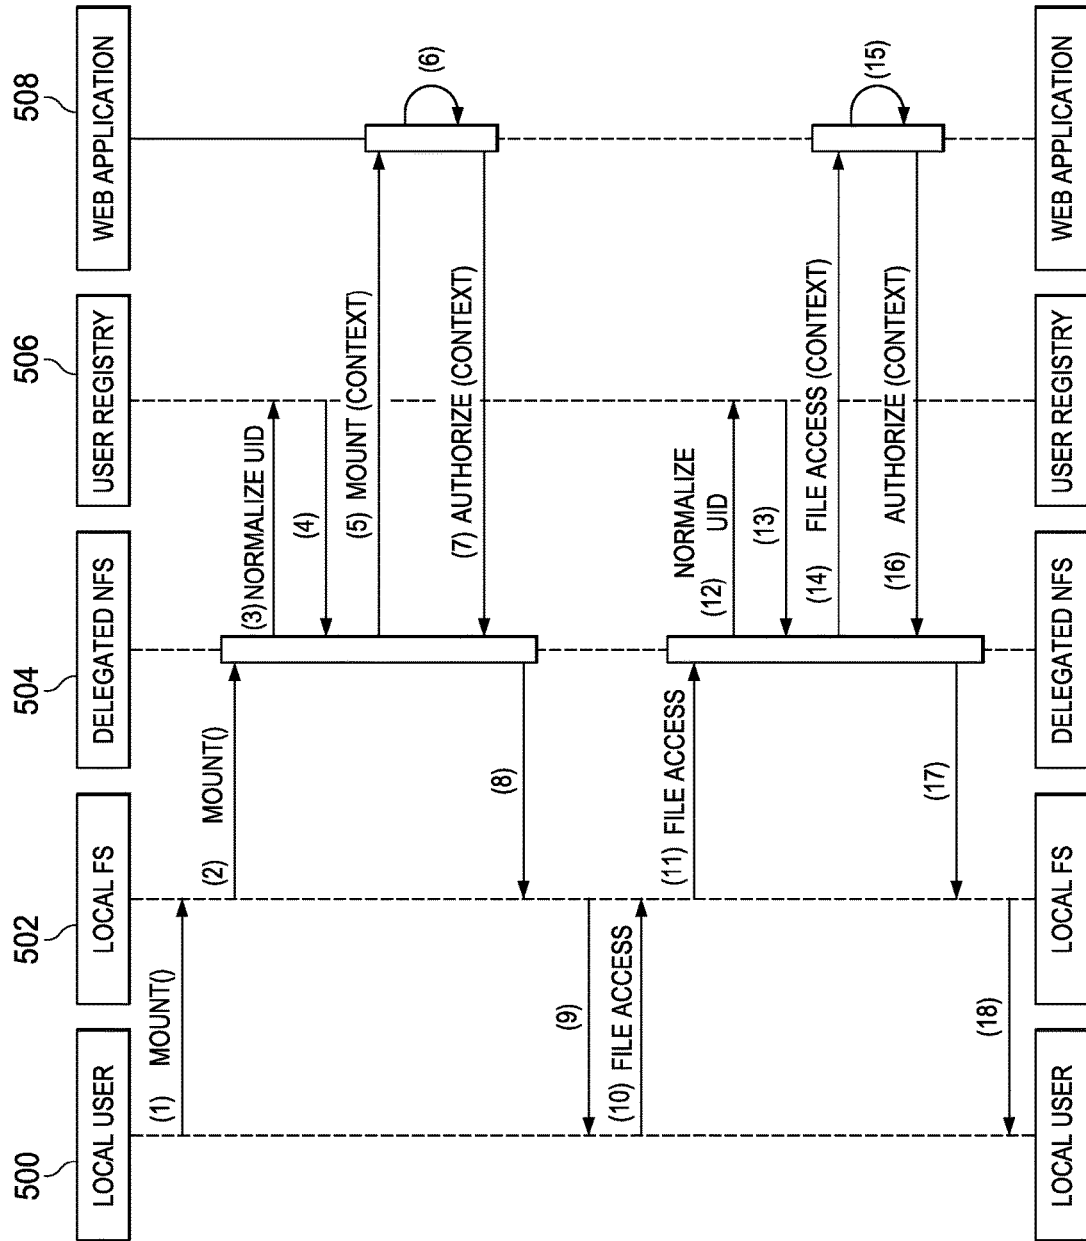 500
502
504
506
508
LOCAL USER
LOCAL FS
DELEGATED NFS
USER REGISTRY
WEB APPLICATION
(1) MOUNT()
(2) MOUNT()
(3) NORMALIZE UID
(4)
(5) MOUNT (CONTEXT)
(6)
(7) AUTHORIZE (CONTEXT)
(8)
(9)
(10) FILE ACCESS
(11) FILE ACCESS
NORMALIZE
(12) UID
(13)
(14) FILE ACCESS (CONTEXT)
(15)
(16) AUTHORIZE (CONTEXT)
(17)
(18)
LOCAL USER
LOCAL FS
DELEGATED NFS
USER REGISTRY
WEB APPLICATION